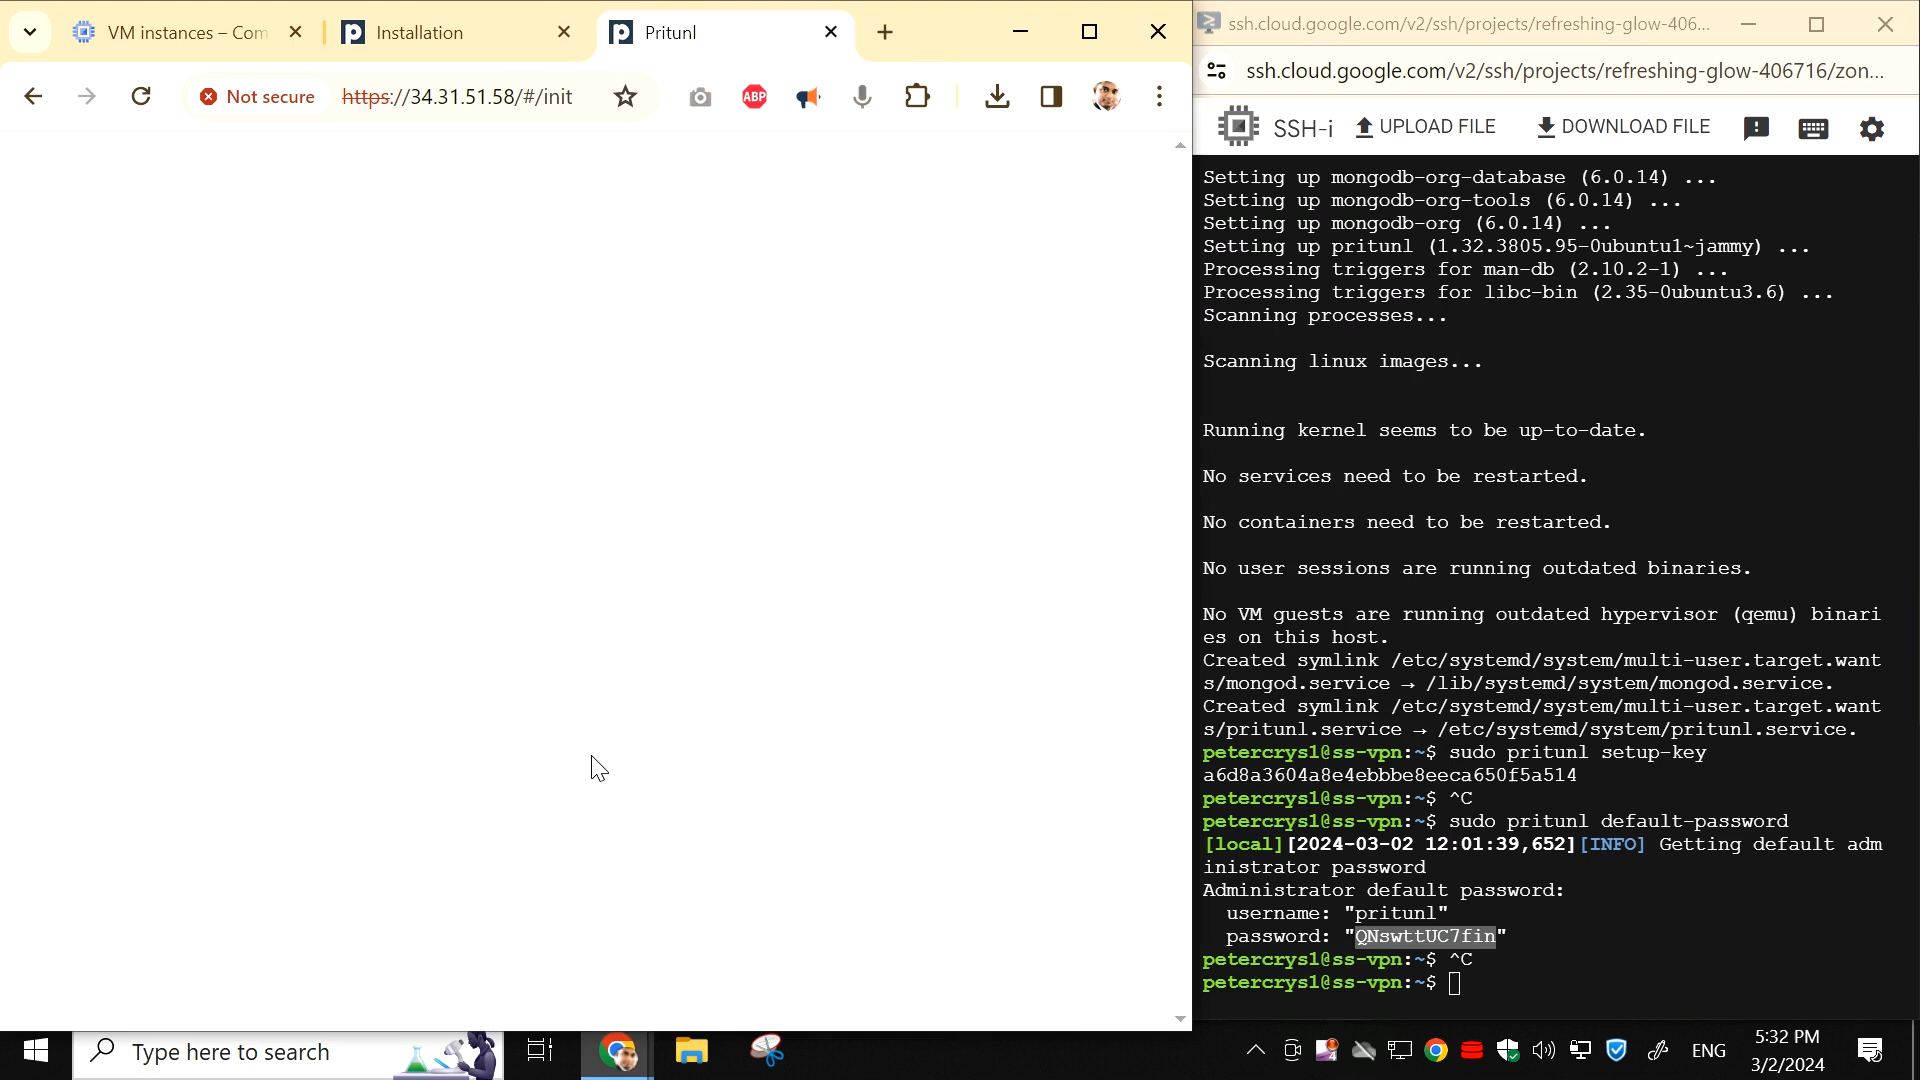 VM instances – Com
Installation
Pritunl
ssh.cloud.google.com/v2/ssh/projects/refreshing-glow-406...
Not secure
https://34.31.51.58/#/init
ABP
ssh.cloud.google.com/v2/ssh/projects/refreshing-glow-406716/zon...
SSH-i
UPLOAD FILE
DOWNLOAD FILE
Setting up mongodb-org-database (6.0.14) ...
Setting up mongodb-org-tools (6.0.14) ...
Setting up mongodb-org (6.0.14) ...
Setting up pritunl (1.32.3805.95-0ubuntu1~jammy) ...
Processing triggers for man-db (2.10.2-1) ...
Processing triggers for libc-bin (2.35-0ubuntu3.6) ...
Scanning processes...
Scanning linux images...
Running kernel seems to be up-to-date.
No services need to be restarted.
No containers need to be restarted.
No user sessions are running outdated binaries.
No VM guests are running outdated hypervisor (qemu) binari
es on this host.
Created symlink /etc/systemd/system/multi-user.target.want
s/mongod.service → /lib/systemd/system/mongod.service.
Created symlink /etc/systemd/system/multi-user.target.want
s/pritunl.service → /etc/systemd/system/pritunl.service.
petercrys1@ss-vpn:~$ sudo pritunl setup-key
a6d8a3604a8e4ebbbe8eeca650f5a514
petercrys1@ss-vpn:~$ ^C
petercrys1@ss-vpn:~$ sudo pritunl default-password
[local][2024-03-02 12:01:39,652][INFO] Getting default adm
inistrator password
Administrator default password:
username: "pritunl"
password: "QNswttUC7fin"
petercrys1@ss-vpn:~$ ^C
petercrys1@ss-vpn:~$
Type here to search
ENG
5:32 PM
3/2/2024